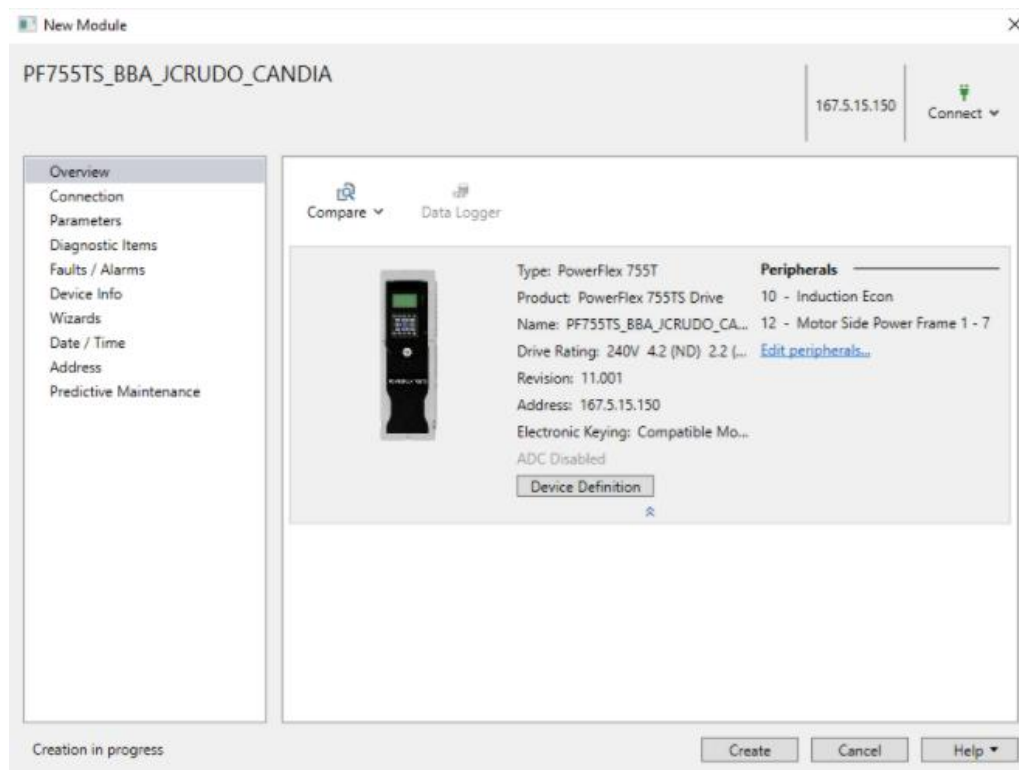 New Module
PF755TS_BBA_JCRUDO_CANDIA
167.5.15.150
Connect
Overview
Connection
Parameters
Diagnostic Items
Faults / Alarms
Device Info
Wizards
Date / Time
Address
Predictive Maintenance
Compare
Data Logger
Type: PowerFlex 755T
Product: PowerFlex 755TS Drive
Name: PF755TS_BBA_JCRUDO_CA...
Drive Rating: 240V 4.2 (ND) 2.2 (...
Revision: 11.001
Address: 167.5.15.150
Electronic Keying: Compatible Mo...
ADC Disabled
Device Definition
Peripherals
10 - Induction Econ
12 - Motor Side Power Frame 1 - 7
Edit peripherals...
Creation in progress
Create
Cancel
Help